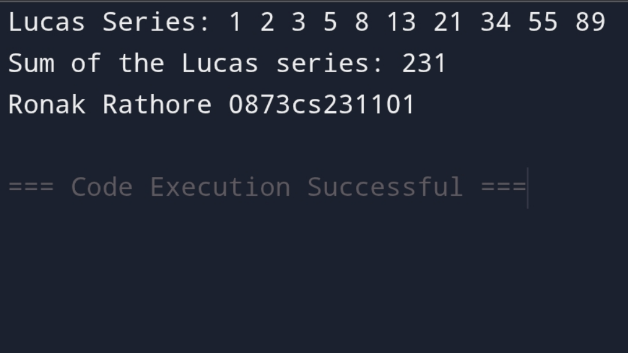 Lucas Series: 1 2 3 5 8 13 21 34 55 89
Sum of the Lucas series: 231
Ronak Rathore 0873cs231101
=== Code Execution Successful ===